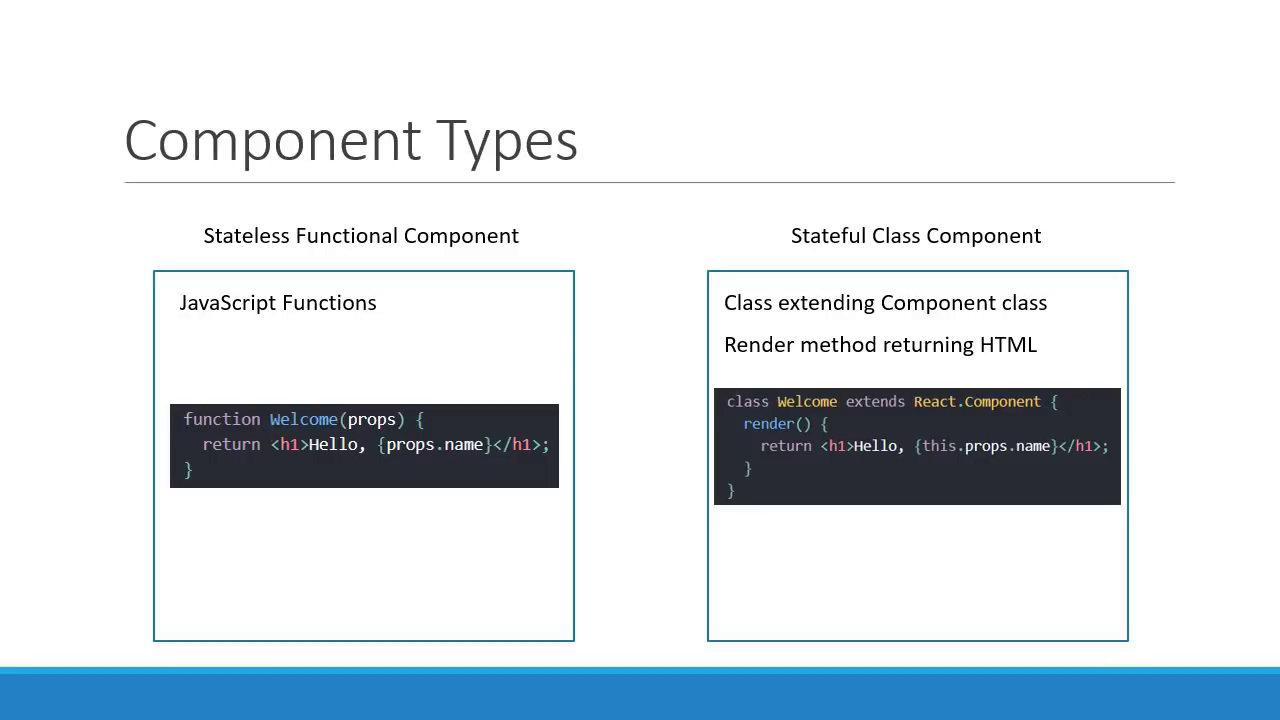 Component Types
Stateless Functional Component
JavaScript Functions
function Welcome(props) {
  return <h1>Hello, {props.name}</h1>;
}
Stateful Class Component
Class extending Component class
Render method returning HTML
class Welcome extends React.Component {
  render() {
    return <h1>Hello, {this.props.name}</h1>;
  }
}